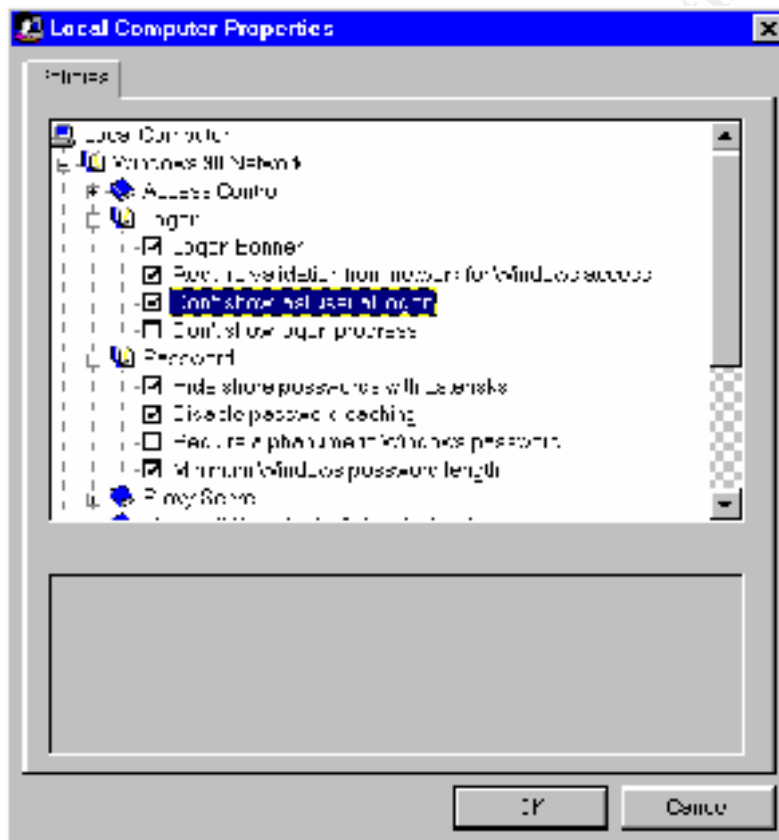 Local Computer Properties
Policies
Local Computer
Windows 98 Network
Access Control
Logon
Logon Banner
Require validation from network for Windows access
Don't show last user at logon
Don't show logon progress
Password
Hide share passwords with asterisks
Disable password caching
Require alphanumeric Windows password
Minimum Windows password length
Proxy Server
OK
Cancel